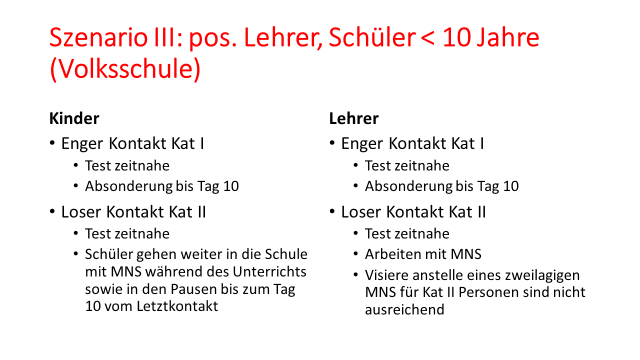 Szenario III: pos. Lehrer, Schüler < 10 Jahre
(Volksschule)
Kinder
• Enger Kontakt Kat I
• Test zeitnahe
• Absonderung bis Tag 10
• Loser Kontakt Kat II
• Test zeitnahe
• Schüler gehen weiter in die Schule
mit MNS während des Unterrichts
sowie in den Pausen bis zum Tag
10 vom Letztkontakt
Lehrer
• Enger Kontakt Kat I
• Test zeitnahe
• Absonderung bis Tag 10
• Loser Kontakt Kat II
• Test zeitnahe
• Arbeiten mit MNS
• Visiere anstelle eines zweilagigen
MNS für Kat II Personen sind nicht
ausreichend